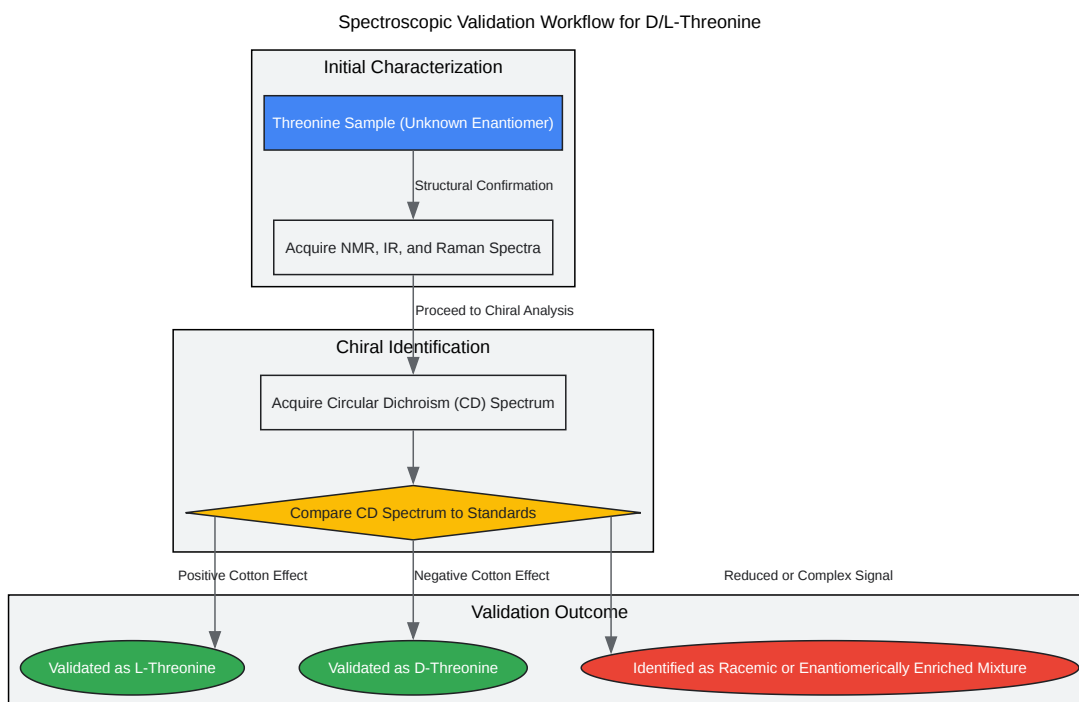 Spectroscopic Validation Workflow for D/L-Threonine
Initial Characterization
Threonine Sample (Unknown Enantiomer)
Structural Confirmation
Acquire NMR, IR, and Raman Spectra
Proceed to Chiral Analysis
Chiral Identification
Acquire Circular Dichroism (CD) Spectrum
Compare CD Spectrum to Standards
Positive Cotton Effect
Negative Cotton Effect
Reduced or Complex Signal
Validation Outcome
Validated as L-Threonine
Validated as D-Threonine
Identified as Racemic or Enantiomerically Enriched Mixture